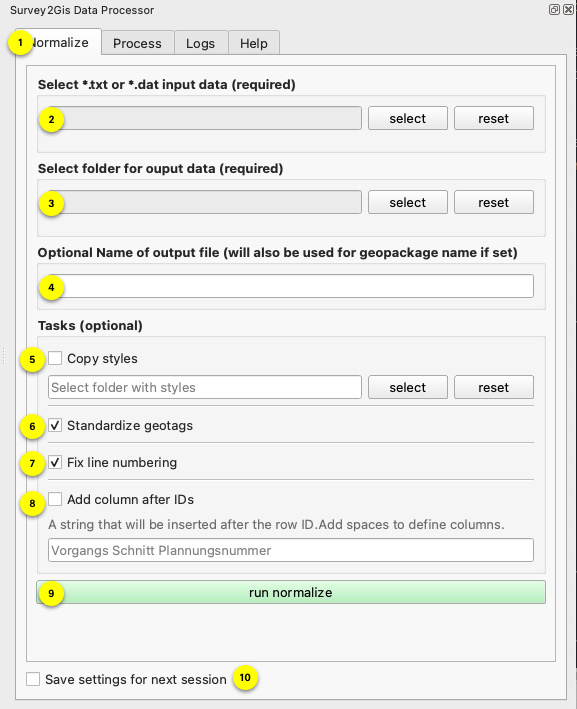 Survey2Gis Data Processor
1 Normalize Process Logs Help
Select *.txt or *.dat input data (required)
2 select reset
Select folder for ouput data (required)
3 select reset
Optional Name of output file (will also be used for geopackage name if set)
4
Tasks (optional)
5 Copy styles
Select folder with styles select reset
6 Standardize geotags
7 Fix line numbering
8 Add column after IDs
A string that will be inserted after the row ID.Add spaces to define columns.
Vorgangs Schnitt Plannungsnummer
9 run normalize
Save settings for next session 10